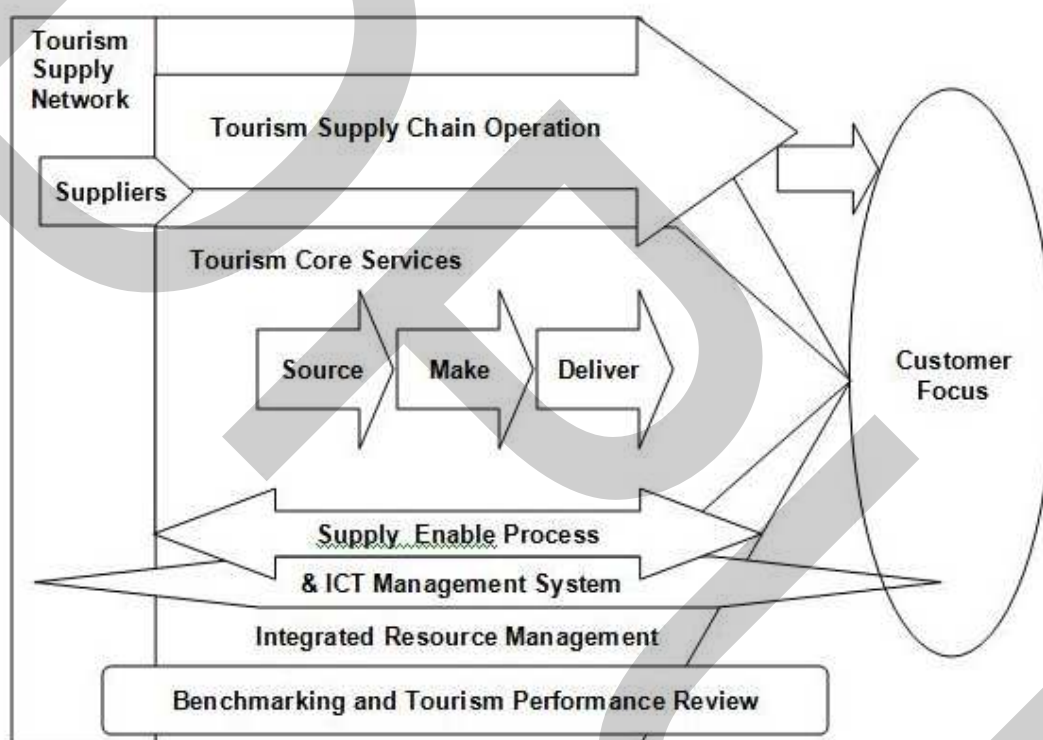 Tourism
Supply
Network
Tourism Supply Chain Operation
Suppliers
Tourism Core Services
Source
Make
Deliver
Customer
Focus
Supply Enable Process
& ICT Management System
Integrated Resource Management
Benchmarking and Tourism Performance Review